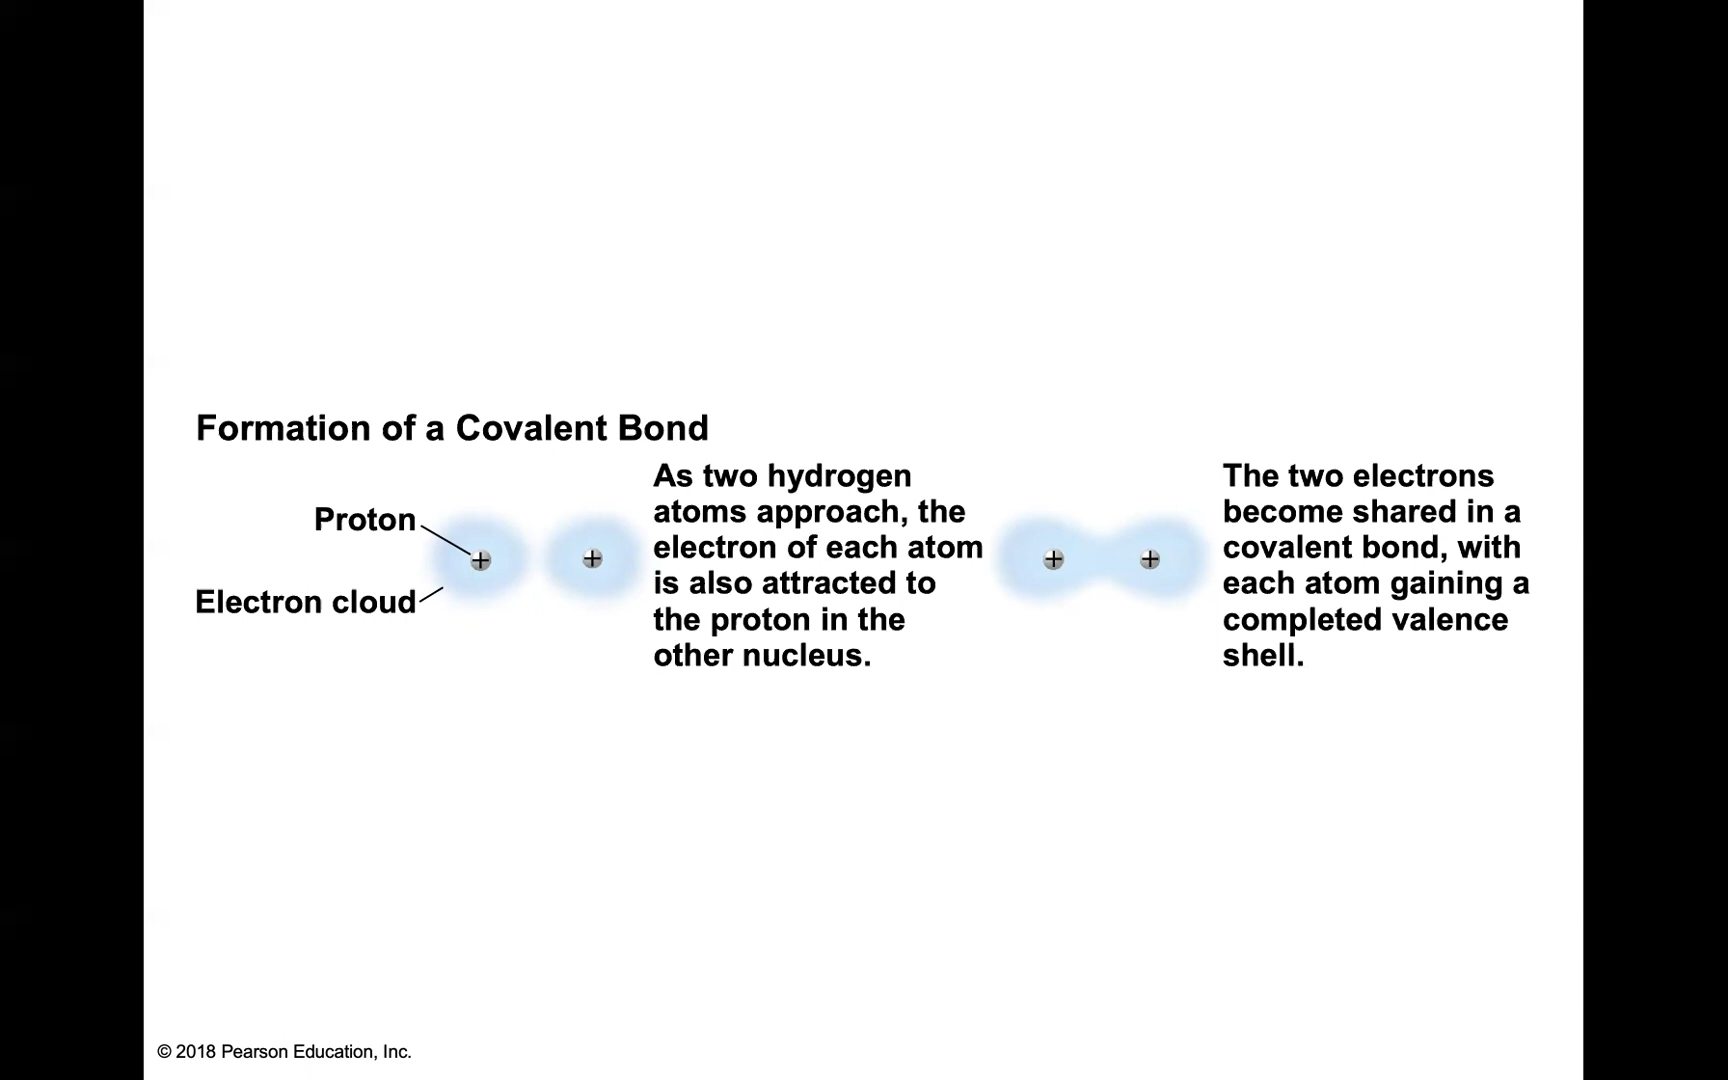 Formation of a Covalent Bond
Proton
Electron cloud
+
+
As two hydrogen
atoms approach, the
electron of each atom
is also attracted to
the proton in the
other nucleus.
+
+
The two electrons
become shared in a
covalent bond, with
each atom gaining a
completed valence
shell.
© 2018 Pearson Education, Inc.